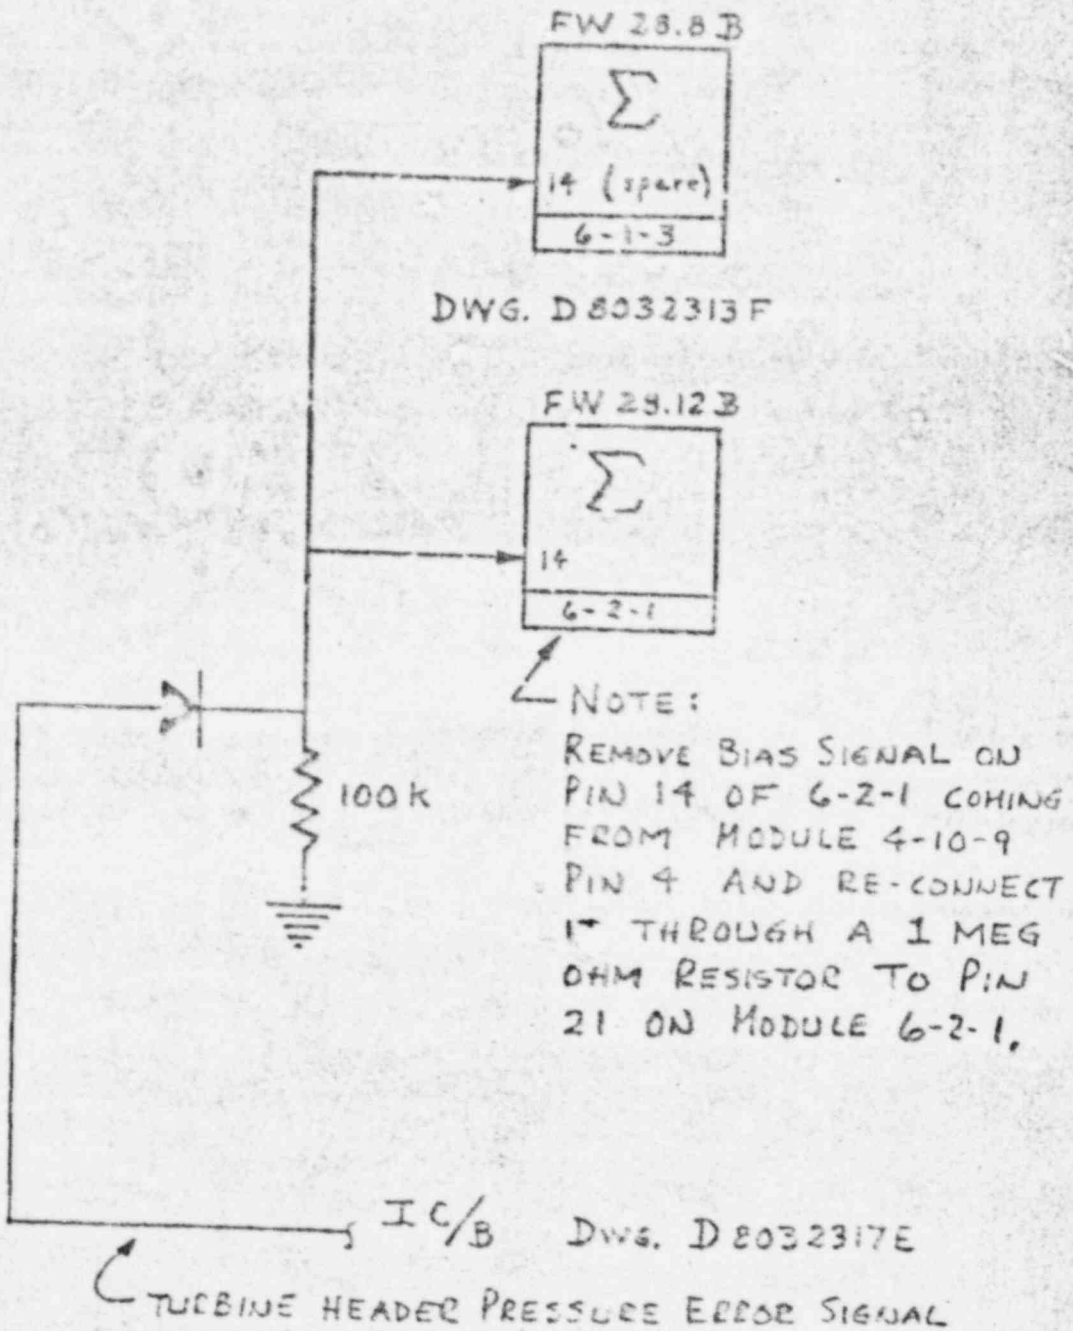 FW 28.8 B
Σ
14 (spare)
6-1-3
DWG. D8032313F
FW 28.12 B
Σ
14
6-2-1
NOTE:
REMOVE BIAS SIGNAL ON
PIN 14 OF 6-2-1 COMING
FROM MODULE 4-10-9
PIN 4 AND RE-CONNECT
IT THROUGH A 1 MEG
OHM RESISTOR TO PIN
21 ON MODULE 6-2-1.
100k
IC/B DWG. D8032317E
TURBINE HEADER PRESSURE ERROR SIGNAL